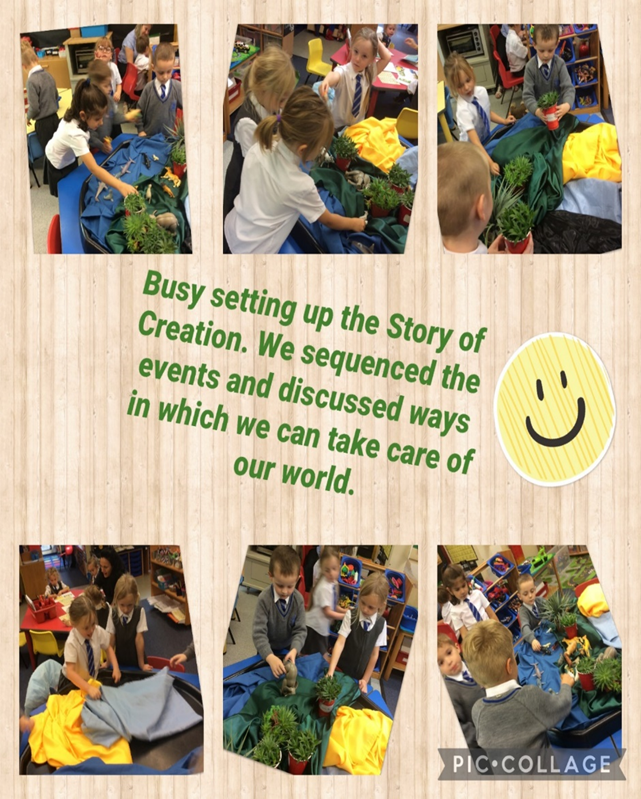 Busy setting up the Story of
Creation. We sequenced the
events and discussed ways
in which we can take care of
our world.
PIC•COLLAGE